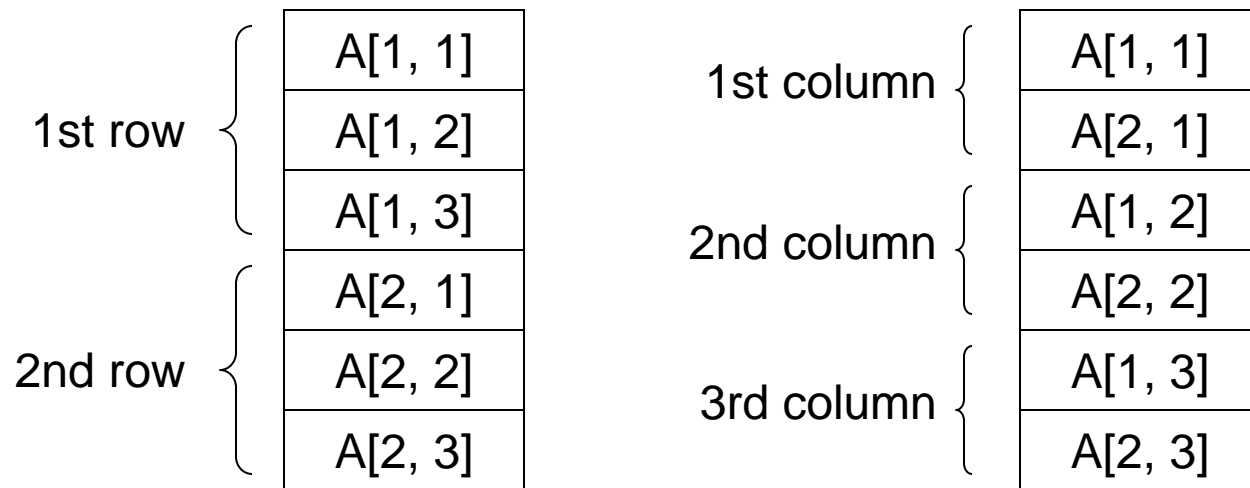 1st row
A[1, 1]
A[1, 2]
A[1, 3]
2nd row
A[2, 1]
A[2, 2]
A[2, 3]
1st column
A[1, 1]
A[2, 1]
2nd column
A[1, 2]
A[2, 2]
3rd column
A[1, 3]
A[2, 3]